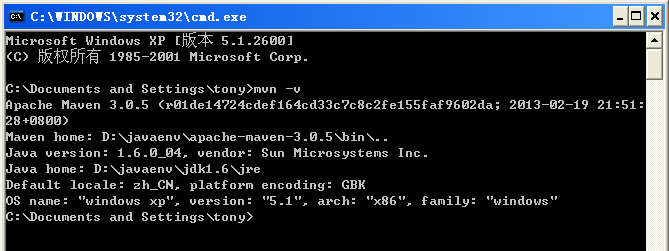 C:\WINDOWS\system32\cmd.exe
Microsoft Windows XP [版本 5.1.2600]
(C) 版权所有 1985-2001 Microsoft Corp.
C:\Documents and Settings\tony>mvn -v
Apache Maven 3.0.5 (r01de14724cdef164cd33c7c8c2fe155faf9602da; 2013-02-19 21:51:
28+0800)
Maven home: D:\javaenv\apache-maven-3.0.5\bin\..
Java version: 1.6.0_04, vendor: Sun Microsystems Inc.
Java home: D:\javaenv\jdk1.6\jre
Default locale: zh_CN, platform encoding: GBK
OS name: "windows xp", version: "5.1", arch: "x86", family: "windows"
C:\Documents and Settings\tony>